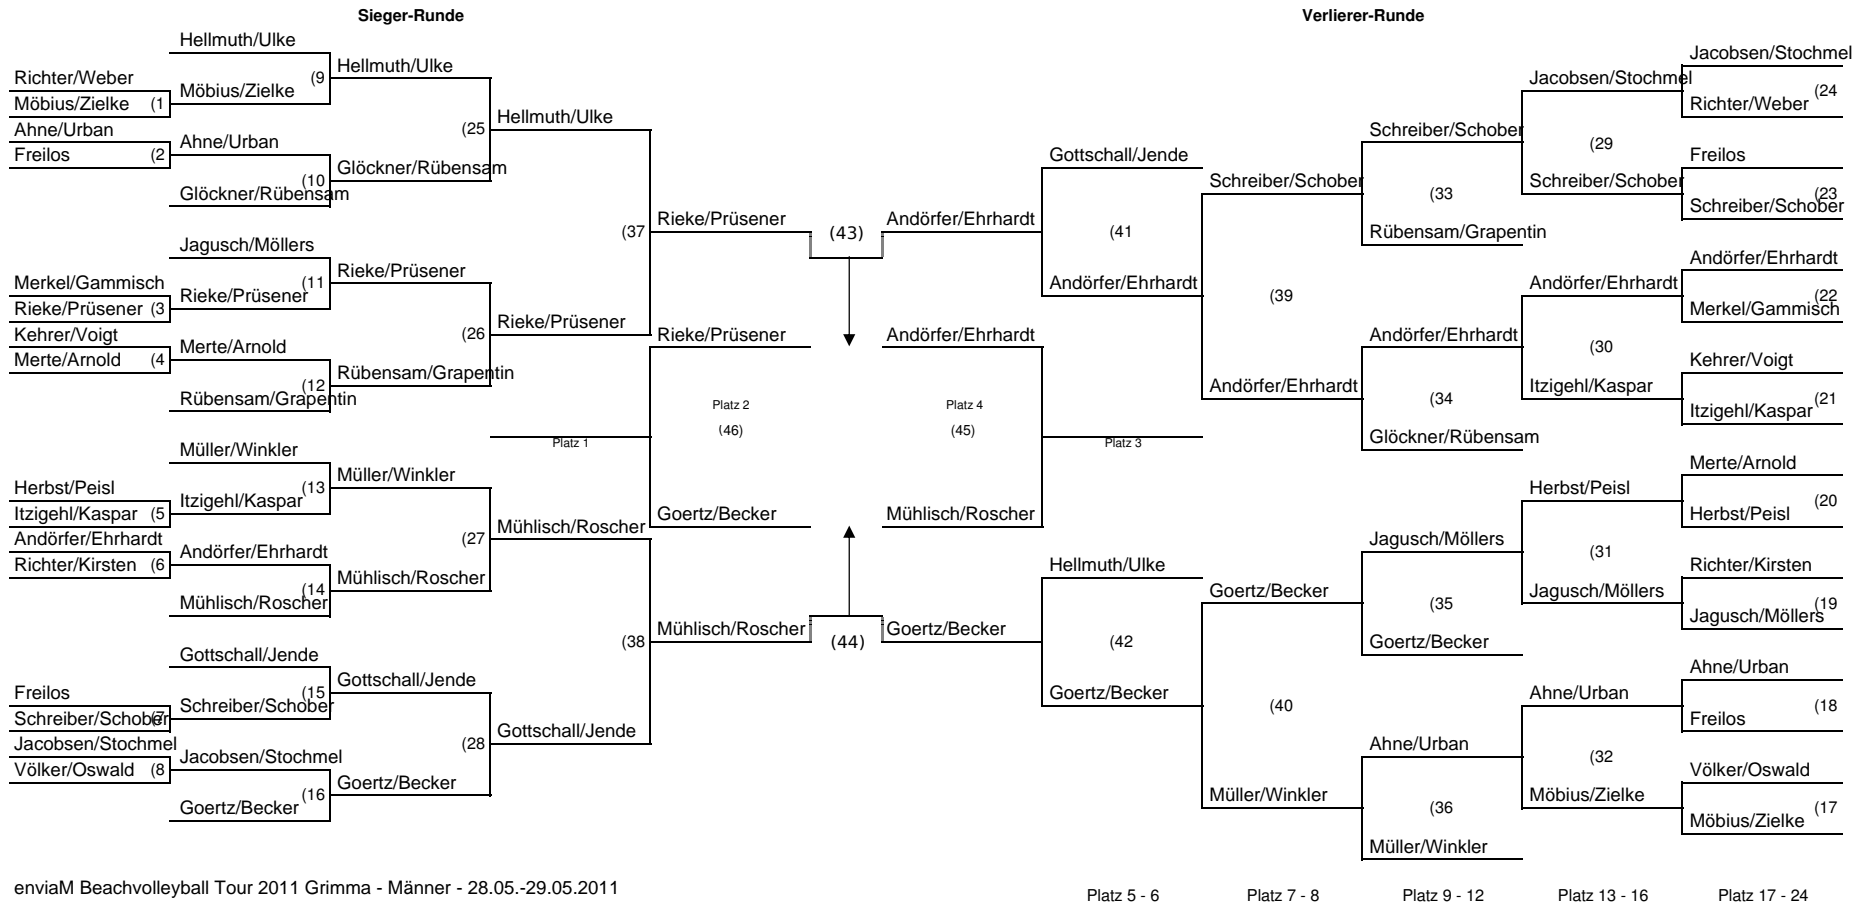 Sieger-Runde
Verlierer-Runde
Hellmuth/Ulke
Richter/Weber
Möbius/Zielke (1
Möbius/Zielke
(9
Hellmuth/Ulke
Ahne/Urban
Freilos (2
Ahne/Urban
(10
Glöckner/Rübensam
Glöckner/Rübensam
(25
Hellmuth/Ulke
Jagusch/Möllers
Merkel/Gammisch
Rieke/Prüsener (3
Rieke/Prüsener
(11
Rieke/Prüsener
Kehrer/Voigt
Merte/Arnold (4
Merte/Arnold
(12
Rübensam/Grapentin
Rübensam/Grapentin
(26
Rieke/Prüsener
(37
Rieke/Prüsener
Müller/Winkler
Herbst/Peisl
Itzigehl/Kaspar (5
Itzigehl/Kaspar
(13
Müller/Winkler
Andörfer/Ehrhardt
Richter/Kirsten (6
Andörfer/Ehrhardt
(14
Mühlisch/Roscher
Mühlisch/Roscher
(27
Mühlisch/Roscher
Gottschall/Jende
Freilos
Schreiber/Schober (7
Schreiber/Schober
(15
Gottschall/Jende
Jacobsen/Stochmel
Völker/Oswald (8
Jacobsen/Stochmel
(16
Goertz/Becker
Goertz/Becker
(28
Gottschall/Jende
(38
Mühlisch/Roscher
(43)
Andörfer/Ehrhardt
Rieke/Prüsener
Platz 2
(46)
Platz 1
Goertz/Becker
Andörfer/Ehrhardt
Platz 4
(45)
Platz 3
Mühlisch/Roscher
(44)
Goertz/Becker
Gottschall/Jende
(41
Andörfer/Ehrhardt
Hellmuth/Ulke
(42
Goertz/Becker
Schreiber/Schober
(39
Andörfer/Ehrhardt
Goertz/Becker
(40
Müller/Winkler
Schreiber/Schober
(33
Rübensam/Grapentin
Andörfer/Ehrhardt
(34
Glöckner/Rübensam
Jagusch/Möllers
(35
Goertz/Becker
Ahne/Urban
(36
Müller/Winkler
Jacobsen/Stochmel
(29
Schreiber/Schober
Andörfer/Ehrhardt
(30
Itzigehl/Kaspar
Herbst/Peisl
(31
Jagusch/Möllers
Ahne/Urban
(32
Möbius/Zielke
Jacobsen/Stochmel
(24
Richter/Weber
Freilos
(23
Schreiber/Schober
Andörfer/Ehrhardt
(22
Merkel/Gammisch
Kehrer/Voigt
(21
Itzigehl/Kaspar
Merte/Arnold
(20
Herbst/Peisl
Richter/Kirsten
(19
Jagusch/Möllers
Ahne/Urban
(18
Freilos
Völker/Oswald
(17
Möbius/Zielke
enviaM Beachvolleyball Tour 2011 Grimma - Männer - 28.05.-29.05.2011
Platz 5 - 6
Platz 7 - 8
Platz 9 - 12
Platz 13 - 16
Platz 17 - 24